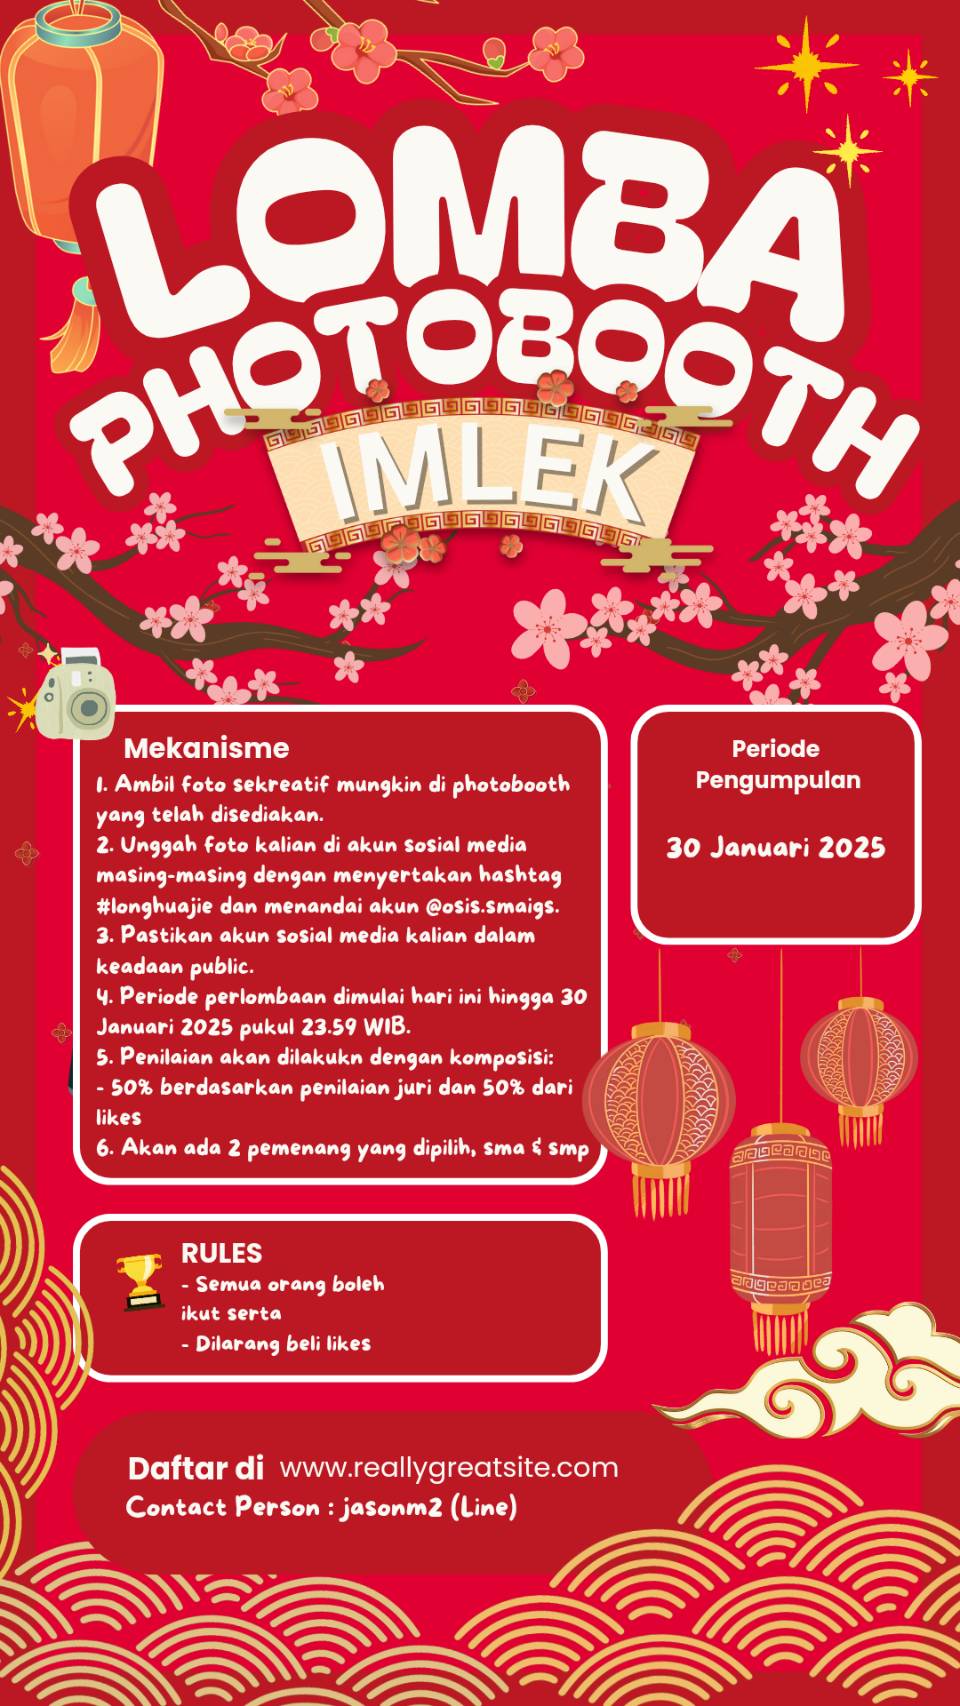 LOMBA
PHOTOBOOTH
IMLEK
Mekanisme
1. Ambil foto sekreatif mungkin di photobooth
yang telah disediakan.
2. Unggah foto kalian di akun sosial media
masing-masing dengan menyertakan hashtag
#longhuajie dan menandai akun @osis.smaigs.
3. Pastikan akun sosial media kalian dalam
keadaan public.
4. Periode perlombaan dimulai hari ini hingga 30
Januari 2025 pukul 23.59 WIB.
5. Penilaian akan dilakukn dengan komposisi:
- 50% berdasarkan penilaian juri dan 50% dari
likes
6. Akan ada 2 pemenang yang dipilih, sma & smp
Periode
Pengumpulan
30 Januari 2025
RULES
- Semua orang boleh
ikut serta
- Dilarang beli likes
Daftar di www.reallygreatsite.com
Contact Person : jasonm2 (Line)